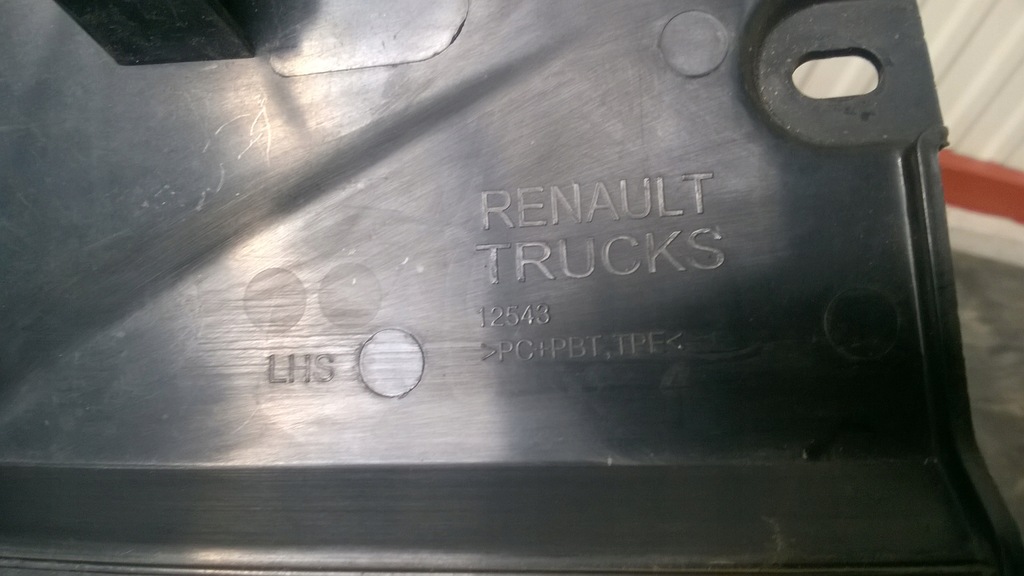 RENAULT
TRUCKS
12543
>PC+PBT,TPE<
LHS